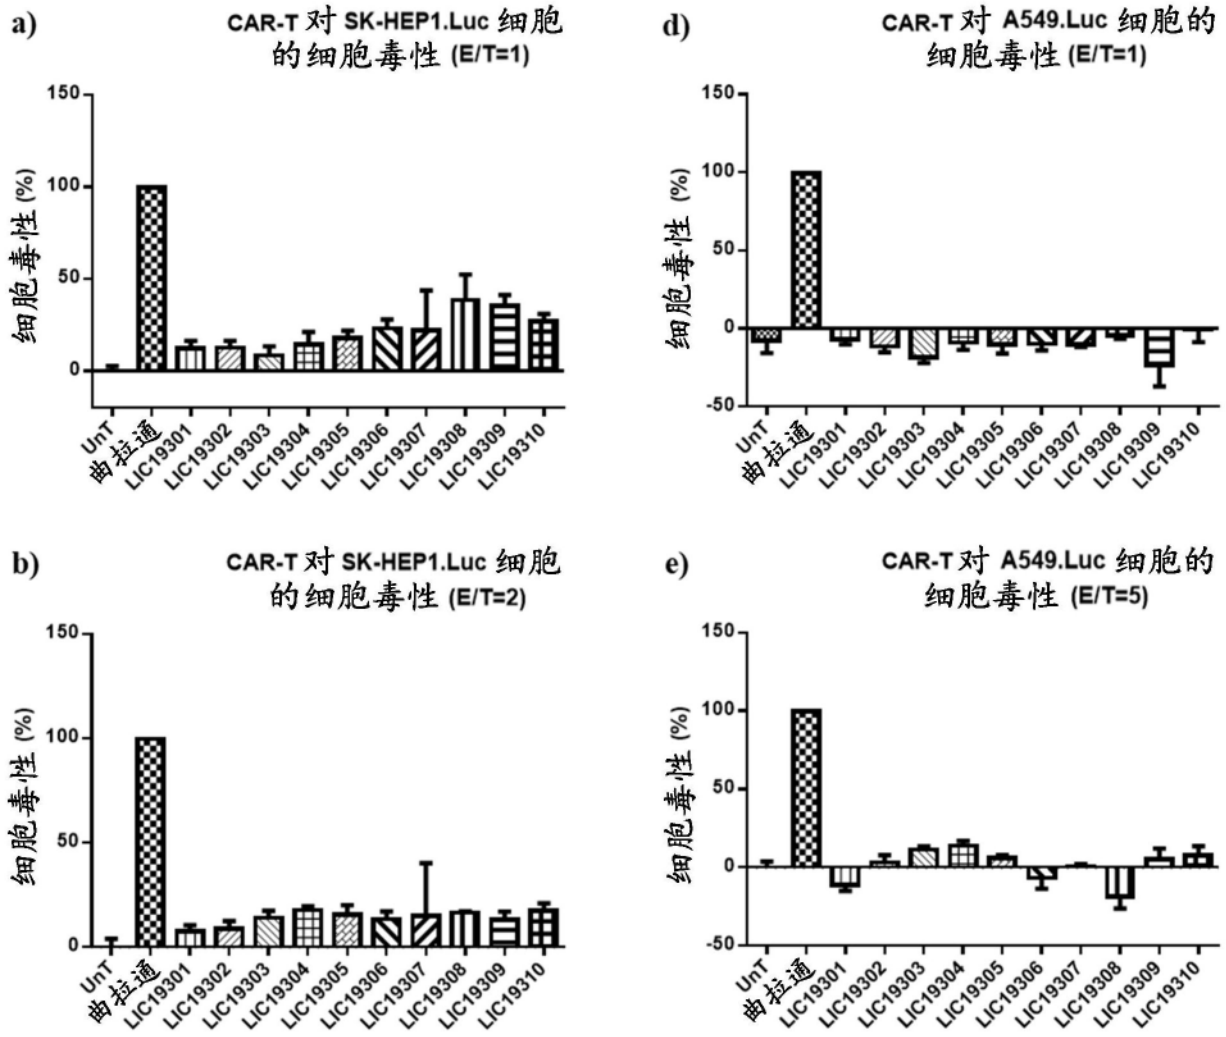 a)
CAR-T 对 SK-HEP1.Luc 细胞
的细胞毒性 (E/T=1)
细胞毒性 (%)
150
100
50
0
UnT
曲拉通
LIC19301
LIC19302
LIC19303
LIC19304
LIC19305
LIC19306
LIC19307
LIC19308
LIC19309
LIC19310
d)
CAR-T 对 A549.Luc 细胞的
细胞毒性 (E/T=1)
细胞毒性 (%)
150
100
50
0
-50
UnT
曲拉通
LIC19301
LIC19302
LIC19303
LIC19304
LIC19305
LIC19306
LIC19307
LIC19308
LIC19309
LIC19310
b)
CAR-T 对 SK-HEP1.Luc 细胞
的细胞毒性 (E/T=2)
细胞毒性 (%)
150
100
50
0
UnT
曲拉通
LIC19301
LIC19302
LIC19303
LIC19304
LIC19305
LIC19306
LIC19307
LIC19308
LIC19309
LIC19310
e)
CAR-T 对 A549.Luc 细胞的
细胞毒性 (E/T=5)
细胞毒性 (%)
150
100
50
0
-50
UnT
曲拉通
LIC19301
LIC19302
LIC19303
LIC19304
LIC19305
LIC19306
LIC19307
LIC19308
LIC19309
LIC19310